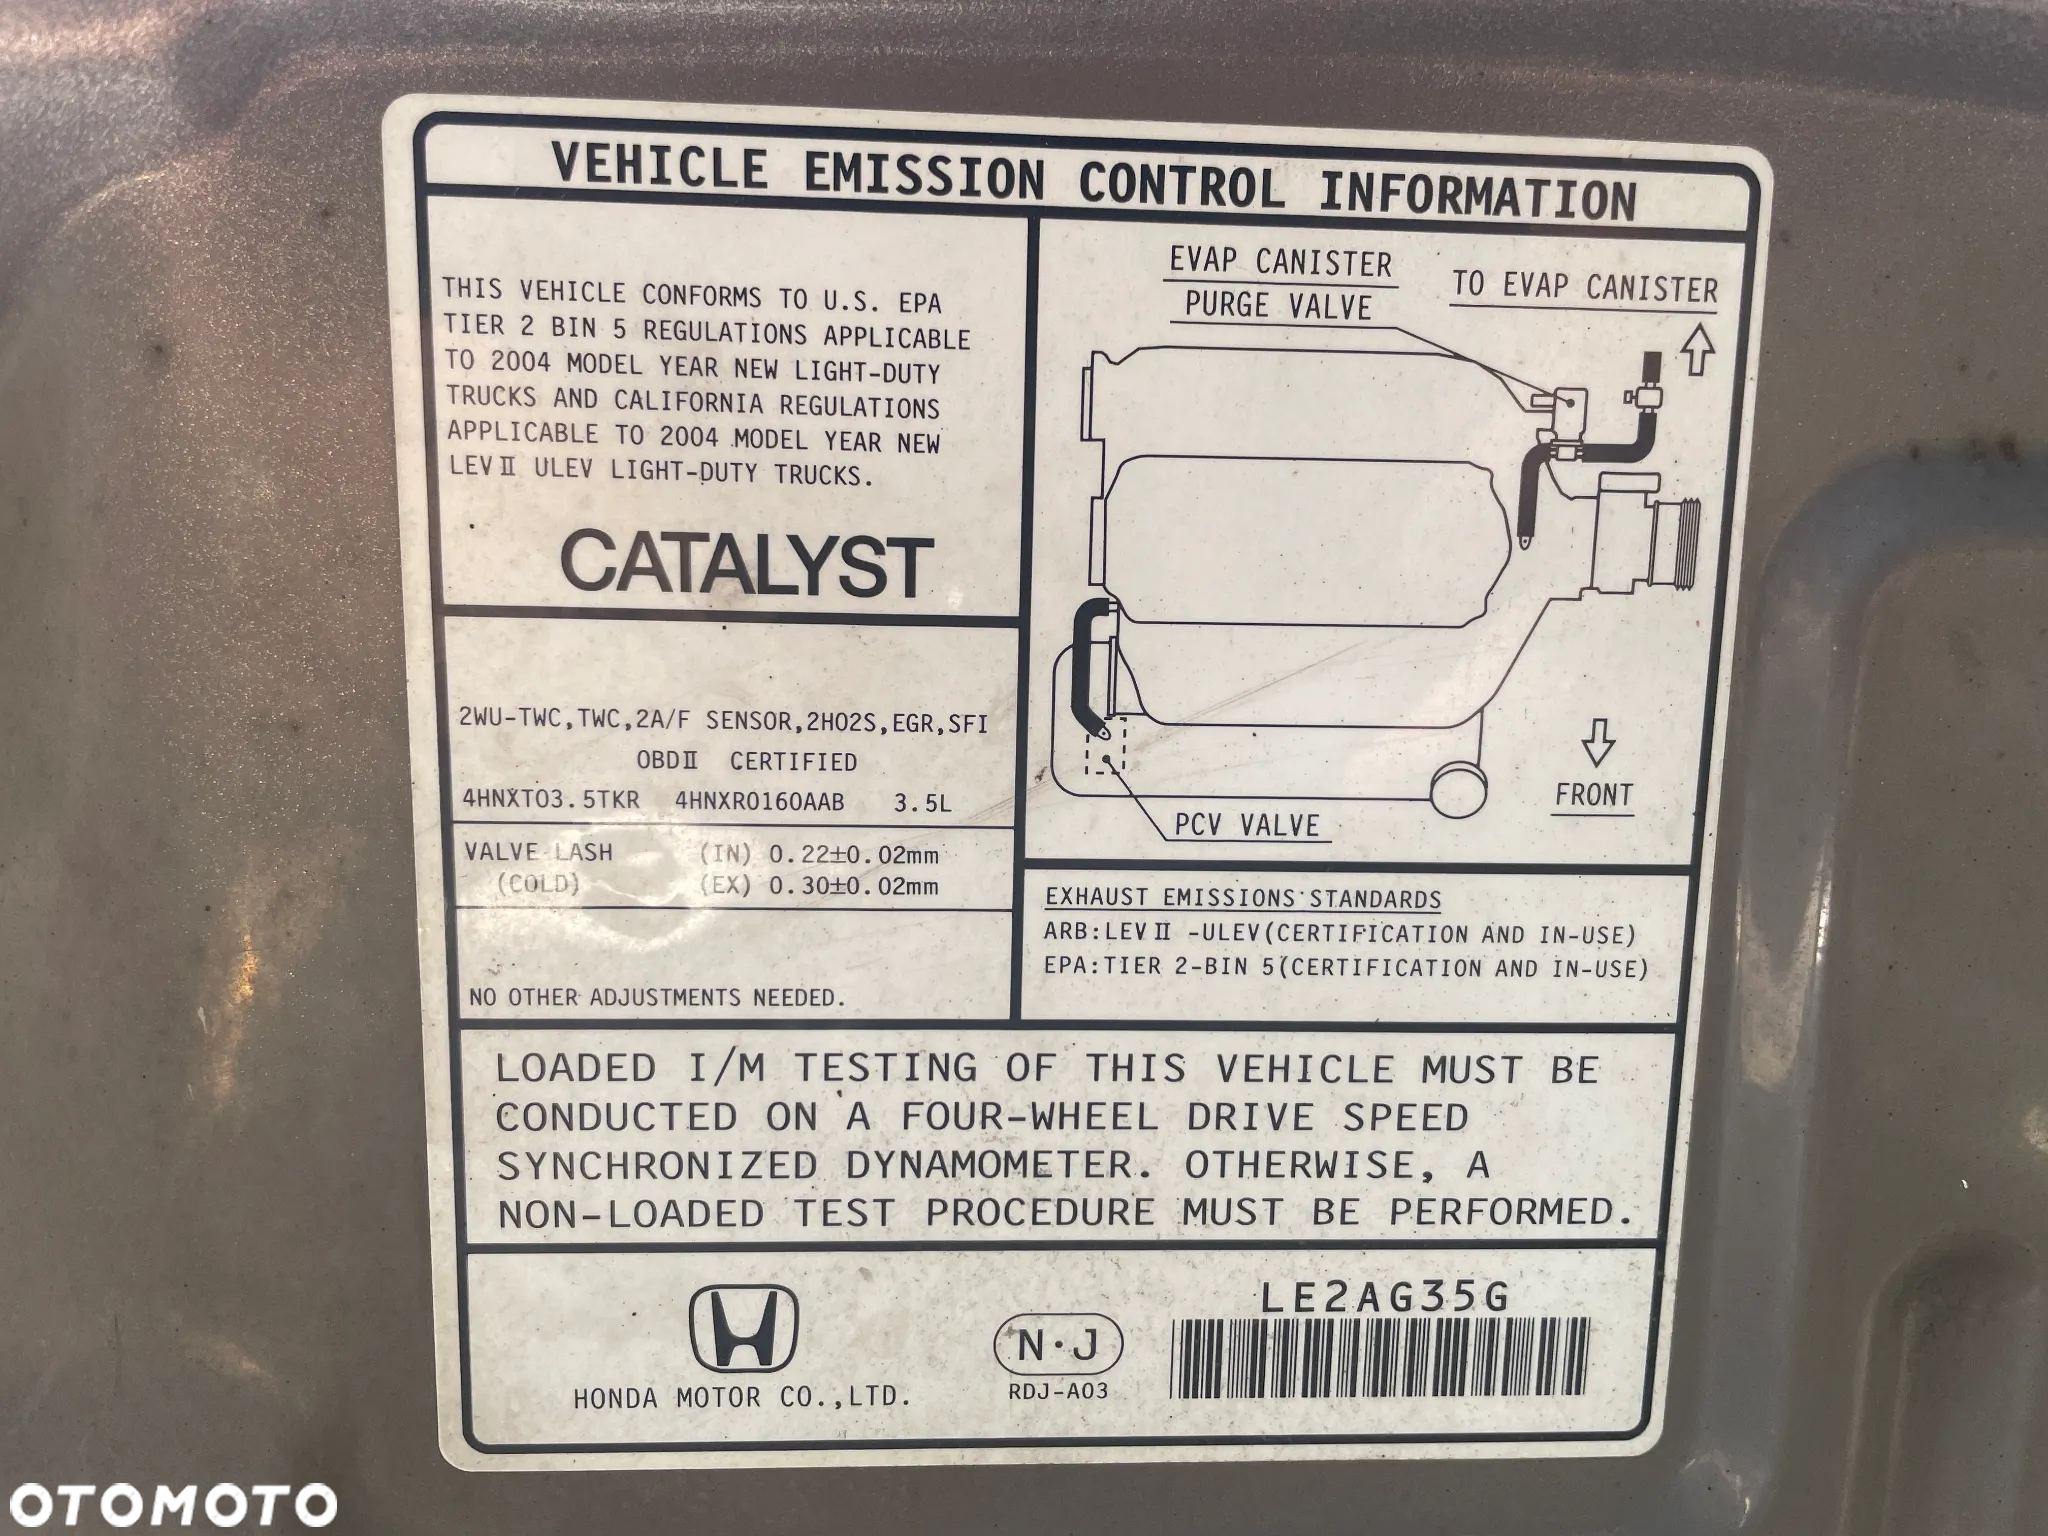 VEHICLE EMISSION CONTROL INFORMATION
THIS VEHICLE CONFORMS TO U.S. EPA
TIER 2 BIN 5 REGULATIONS APPLICABLE
TO 2004 MODEL YEAR NEW LIGHT-DUTY
TRUCKS AND CALIFORNIA REGULATIONS
APPLICABLE TO 2004 MODEL YEAR NEW
LEVⅡ ULEV LIGHT-DUTY TRUCKS.
CATALYST
2WU-TWC,TWC,2A/F SENSOR,2HO2S,EGR,SFI
OBDⅡ CERTIFIED
4HNXT03.5TKR 4HNXR0160AAB 3.5L
VALVE LASH (IN) 0.22±0.02mm
(COLD) (EX) 0.30±0.02mm
NO OTHER ADJUSTMENTS NEEDED.
EVAP CANISTER
PURGE VALVE
TO EVAP CANISTER
FRONT
PCV VALVE
EXHAUST EMISSIONS STANDARDS
ARB:LEVⅡ -ULEV(CERTIFICATION AND IN-USE)
EPA:TIER 2-BIN 5(CERTIFICATION AND IN-USE)
LOADED I/M TESTING OF THIS VEHICLE MUST BE
CONDUCTED ON A FOUR-WHEEL DRIVE SPEED
SYNCHRONIZED DYNAMOMETER. OTHERWISE, A
NON-LOADED TEST PROCEDURE MUST BE PERFORMED.
HONDA MOTOR CO.,LTD.
N·J
RDJ-A03
LE2AG35G
OTOMOTO